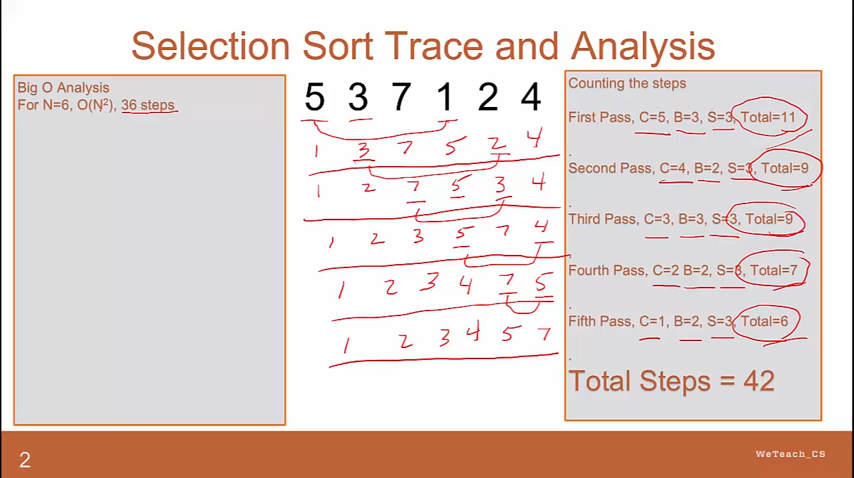 Selection Sort Trace and Analysis
Big O Analysis
For N=6, O(N²), 36 steps
5 3 7 1 2 4
1 3 7 5 2 4
1 2 7 5 3 4
1 2 3 5 7 4
1 2 3 4 7 5
1 2 3 4 5 7
Counting the steps
First Pass, C=5, B=3, S=3, Total=11
.
Second Pass, C=4, B=2, S=3, Total=9
.
Third Pass, C=3, B=3, S=3, Total=9
.
Fourth Pass, C=2 B=2, S=3, Total=7
.
Fifth Pass, C=1, B=2, S=3, Total=6
.
Total Steps = 42
2
WeTeach_CS